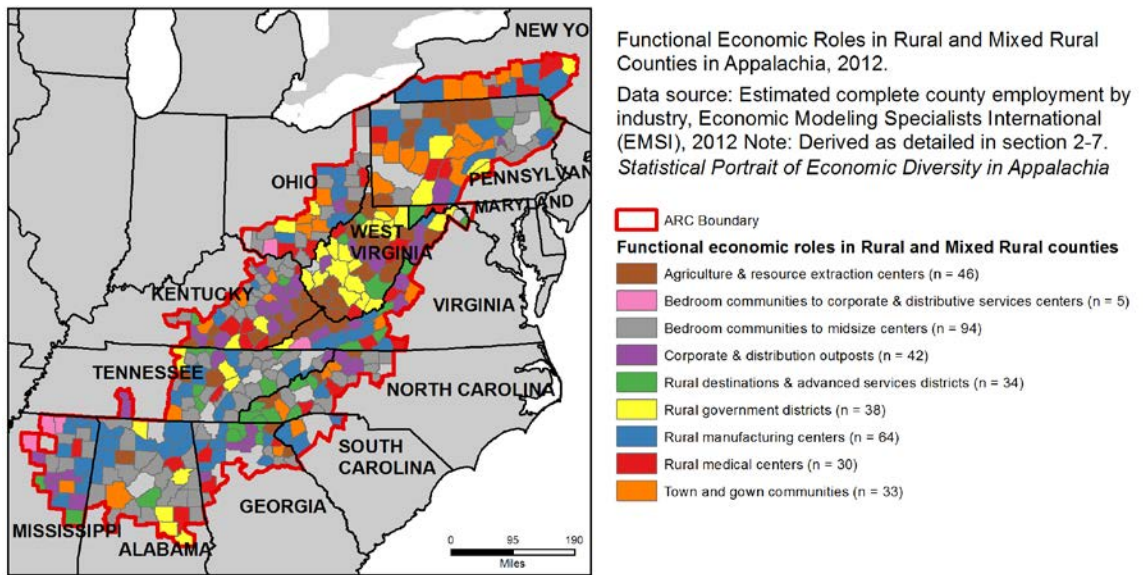 NEW YO
OHIO
PENNSYLVAN
MARYLAND
WEST
VIRGINIA
KENTUCKY
VIRGINIA
TENNESSEE
NORTH CAROLINA
SOUTH
CAROLINA
GEORGIA
MISSISSIPPI
ALABAMA
0 95 190
Miles
Functional Economic Roles in Rural and Mixed Rural
Counties in Appalachia, 2012.
Data source: Estimated complete county employment by
industry, Economic Modeling Specialists International
(EMSI), 2012 Note: Derived as detailed in section 2-7.
Statistical Portrait of Economic Diversity in Appalachia
ARC Boundary
Functional economic roles in Rural and Mixed Rural counties
Agriculture & resource extraction centers (n = 46)
Bedroom communities to corporate & distributive services centers (n = 5)
Bedroom communities to midsize centers (n = 94)
Corporate & distribution outposts (n = 42)
Rural destinations & advanced services districts (n = 34)
Rural government districts (n = 38)
Rural manufacturing centers (n = 64)
Rural medical centers (n = 30)
Town and gown communities (n = 33)